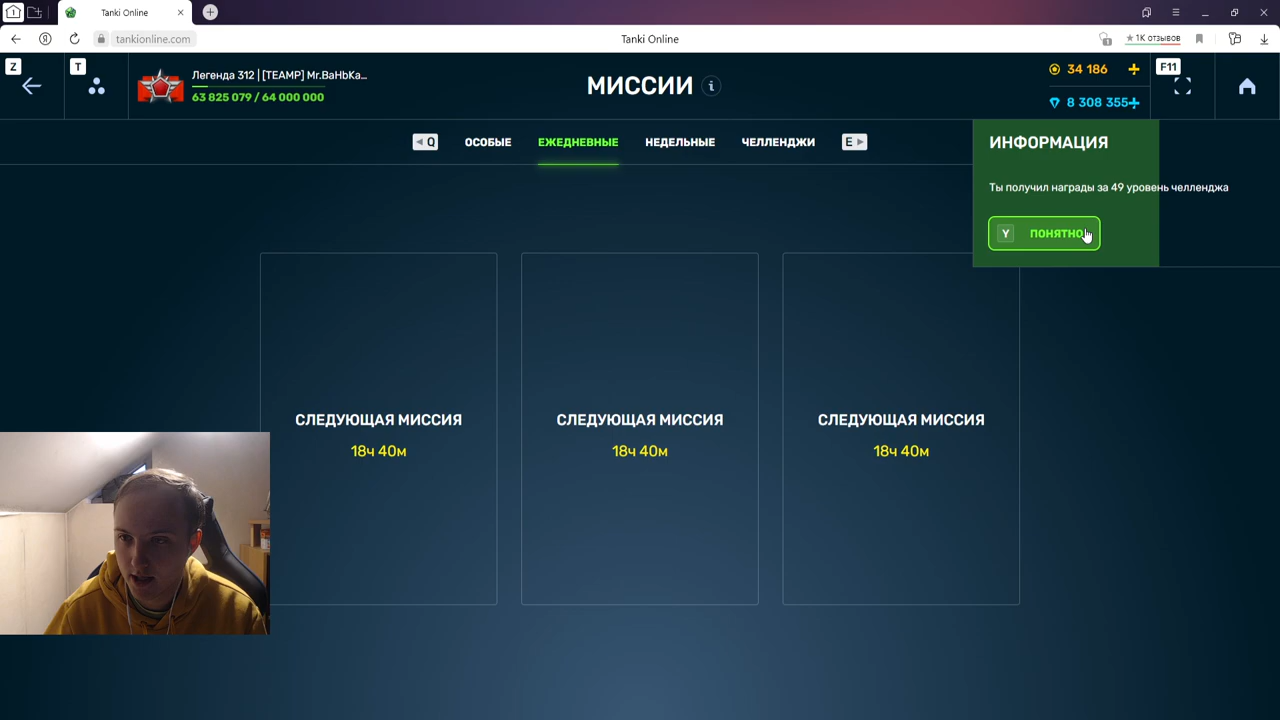 Tanki Online
tankionline.com
Tanki Online
★ 1K отзывов
Z
T
Легенда 312 | [TEAMP] Mr.BaHbKa...
63 825 079 / 64 000 000
МИССИИ
i
34 186
8 308 355
F11
Q
ОСОБЫЕ
ЕЖЕДНЕВНЫЕ
НЕДЕЛЬНЫЕ
ЧЕЛЛЕНДЖИ
E
ИНФОРМАЦИЯ
Ты получил награды за 49 уровень челленджа
Y ПОНЯТНО
СЛЕДУЮЩАЯ МИССИЯ
18ч 40м
СЛЕДУЮЩАЯ МИССИЯ
18ч 40м
СЛЕДУЮЩАЯ МИССИЯ
18ч 40м